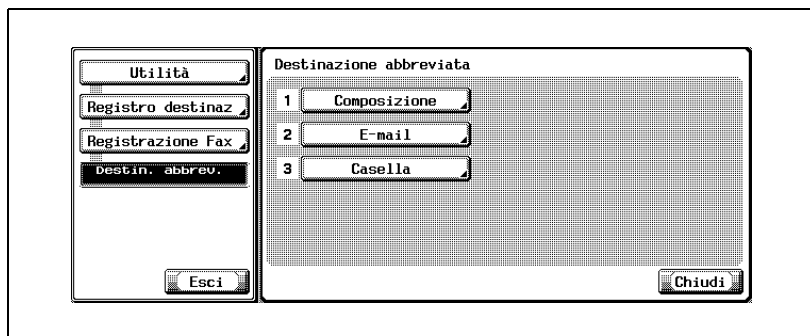 Utilità
Registro destinaz
Registrazione Fax
Destin. abbrev.
Esci
Destinazione abbreviata
1 Composizione
2 E-mail
3 Casella
Chiudi